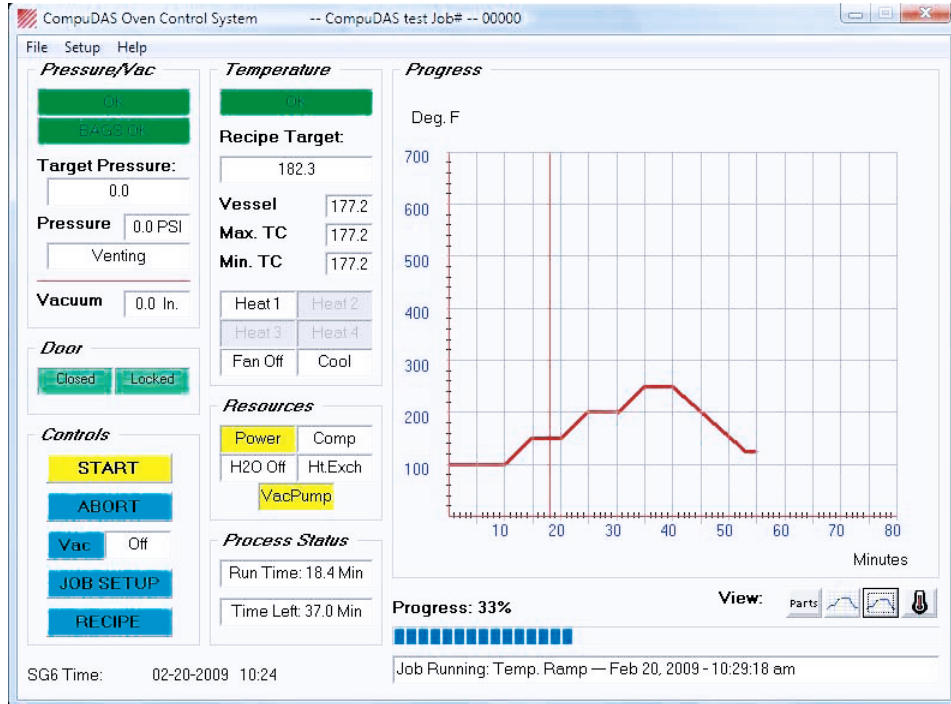 CompuDAS Oven Control System -- CompuDAS test Job# -- 00000
File Setup Help
Pressure/Vac
OK
BAGS OK
Target Pressure:
0.0
Pressure 0.0 PSI
Venting
Vacuum 0.0 In.
Door
Closed Locked
Controls
START
ABORT
Vac Off
JOB SETUP
RECIPE
SG6 Time: 02-20-2009 10:24
Temperature
OK
Recipe Target:
182.3
Vessel 177.2
Max. TC 177.2
Min. TC 177.2
Heat 1 Heat 2
Heat 3 Heat 4
Fan Off Cool
Resources
Power Comp
H2O Off Ht.Exch
VacPump
Process Status
Run Time: 18.4 Min
Time Left: 37.0 Min
Progress
Deg. F
700
600
500
400
300
200
100
10 20 30 40 50 60 70 80
Minutes
Progress: 33%
View: Parts
Job Running: Temp. Ramp — Feb 20, 2009 - 10:29:18 am